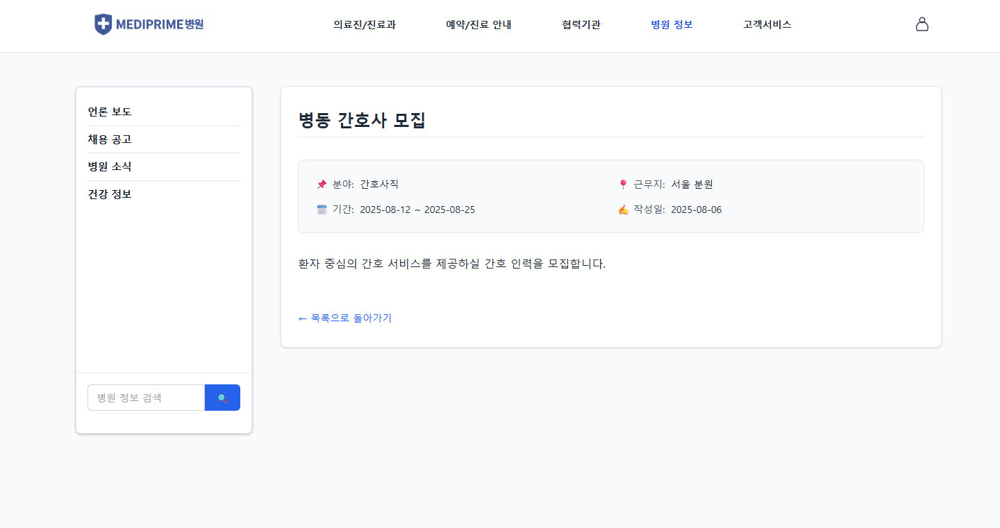 MEDIPRIME병원
의료진/진료과 예약/진료 안내 협력기관 병원 정보 고객서비스
언론 보도
채용 공고
병원 소식
건강 정보
병원 정보 검색
병동 간호사 모집
분야: 간호사직 근무지: 서울 분원
기간: 2025-08-12 ~ 2025-08-25 작성일: 2025-08-06
환자 중심의 간호 서비스를 제공하실 간호 인력을 모집합니다.
← 목록으로 돌아가기